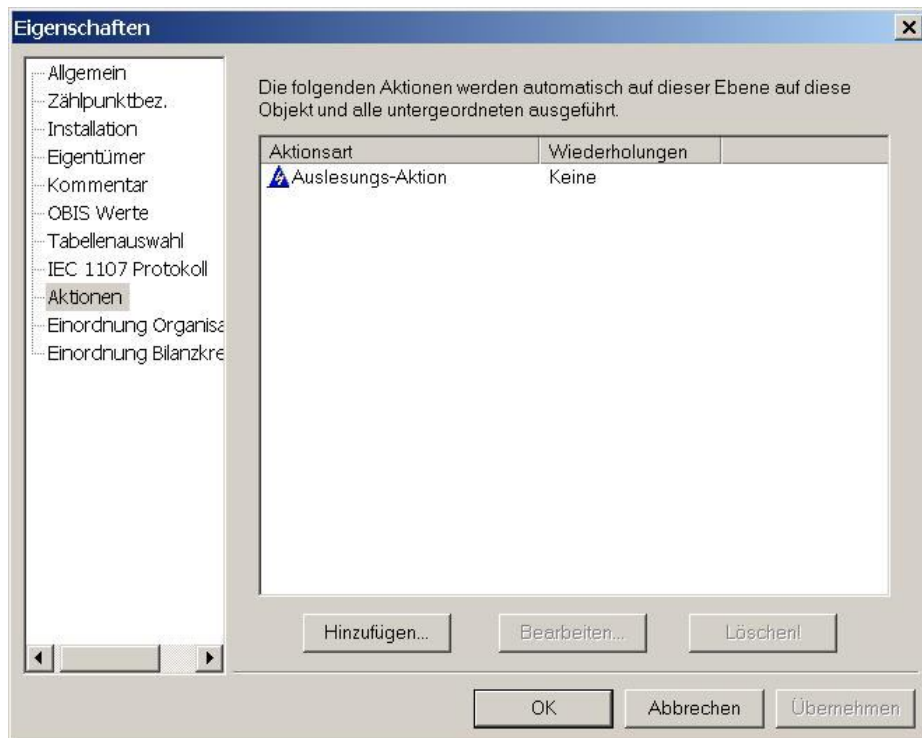 Eigenschaften
Allgemein
Zählpunktbez.
Installation
Eigentümer
Kommentar
OBIS Werte
Tabellenauswahl
IEC 1107 Protokoll
Aktionen
Einordnung Organisa
Einordnung Bilanzkre
Die folgenden Aktionen werden automatisch auf dieser Ebene auf diese
Objekt und alle untergeordneten ausgeführt.
Aktionsart Wiederholungen
Auslesungs-Aktion Keine
Hinzufügen... Bearbeiten... Löschen!
OK Abbrechen Übernehmen